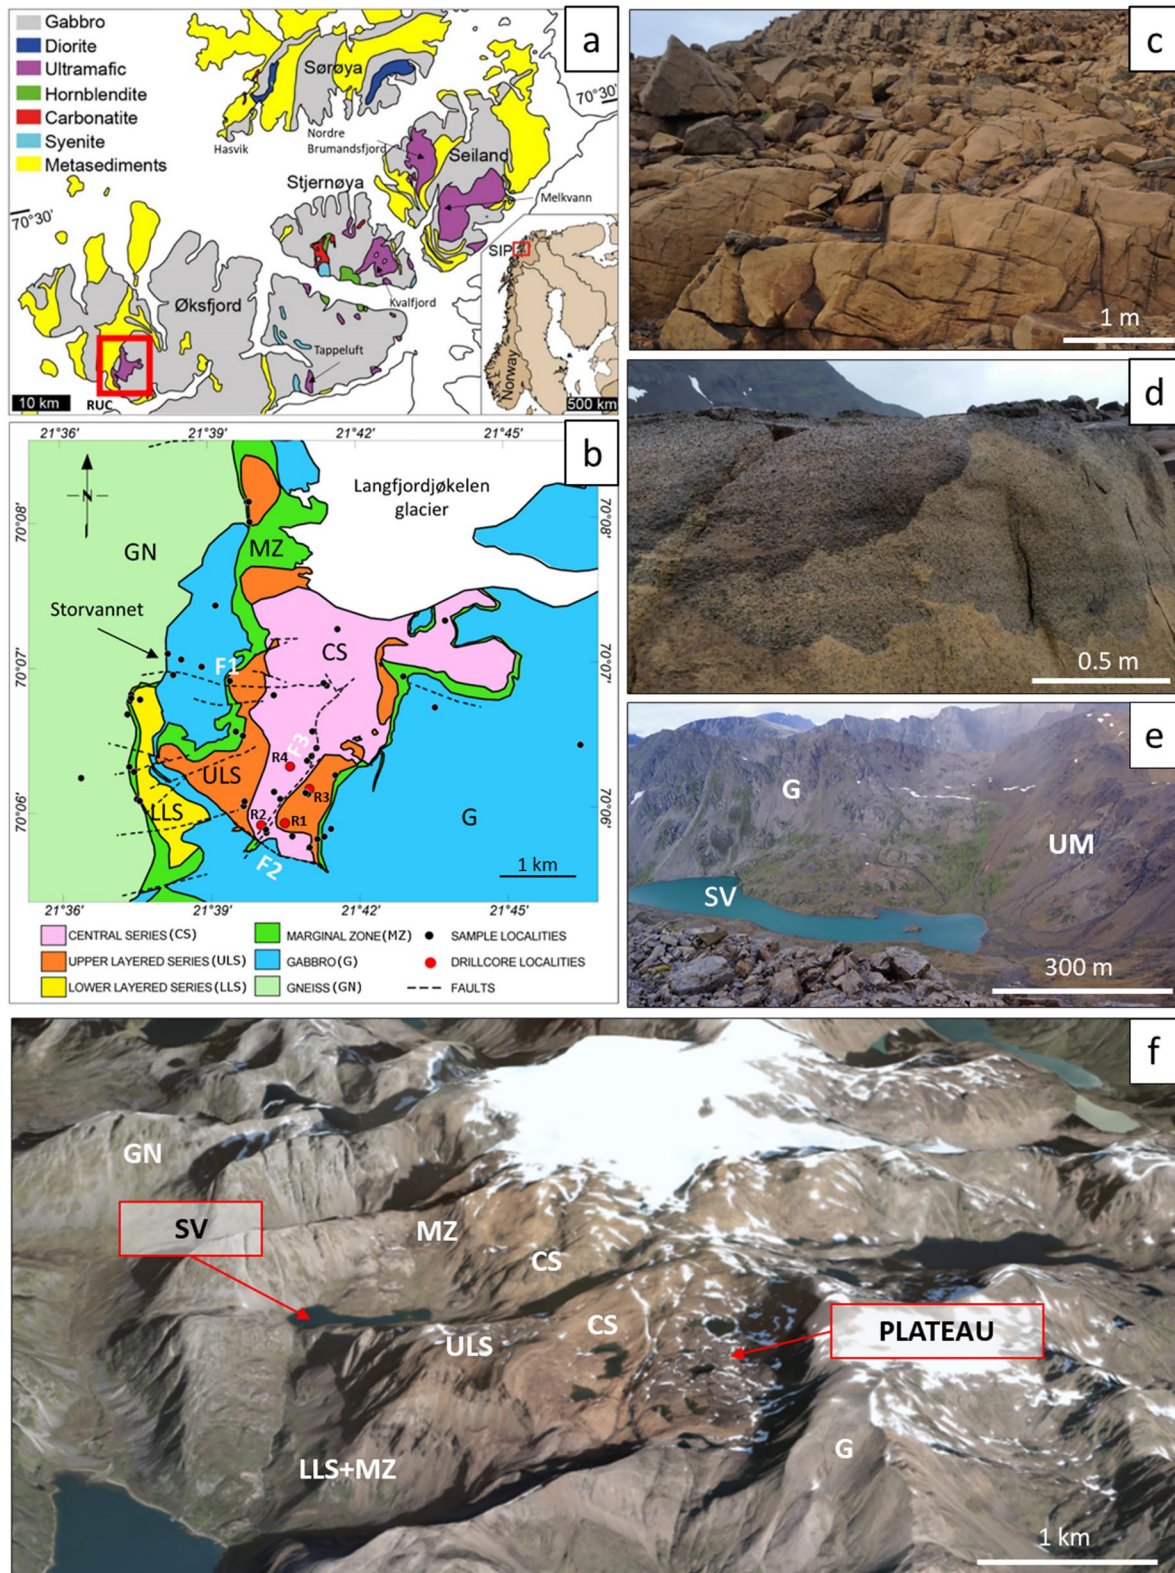 a
Gabbro
Diorite
Ultramafic
Hornblendite
Carbonatite
Syenite
Metasediments
Sørøya
70°30'
Hasvik
Nordre
Brumandsfjord
Seiland
Stjernøya
Melkvann
70°30'
SIP
Øksfjord
Kvalfjord
Tappeluft
Norway
RUC
10 km
500 km
b
21°36'
21°39'
21°42'
21°45'
N
Langfjordjøkelen
glacier
70°08'
70°08'
GN
MZ
Storvannet
CS
70°07'
F1
70°07'
F3
R4
ULS
R3
LLS
R2
R1
G
70°06'
70°06'
F2
1 km
21°36'
21°39'
21°42'
21°45'
CENTRAL SERIES (CS)
MARGINAL ZONE (MZ)
SAMPLE LOCALITIES
UPPER LAYERED SERIES (ULS)
GABBRO (G)
DRILLCORE LOCALITIES
LOWER LAYERED SERIES (LLS)
GNEISS (GN)
FAULTS
c
1 m
d
0.5 m
e
G
UM
SV
300 m
f
GN
SV
MZ
CS
CS
PLATEAU
ULS
G
LLS+MZ
1 km